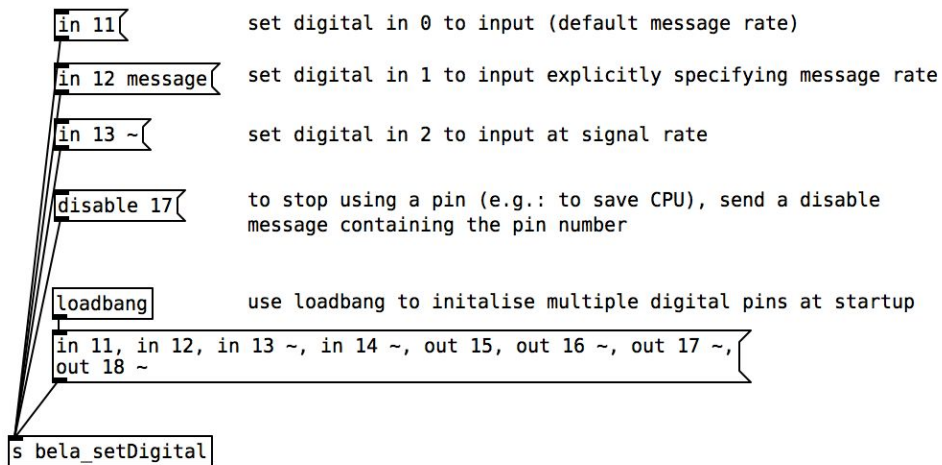 in 11
set digital in 0 to input (default message rate)
in 12 message
set digital in 1 to input explicitly specifying message rate
in 13 ~
set digital in 2 to input at signal rate
disable 17
to stop using a pin (e.g.: to save CPU), send a disable
message containing the pin number
loadbang
use loadbang to initalise multiple digital pins at startup
in 11, in 12, in 13 ~, in 14 ~, out 15, out 16 ~, out 17 ~,
out 18 ~
s bela_setDigital